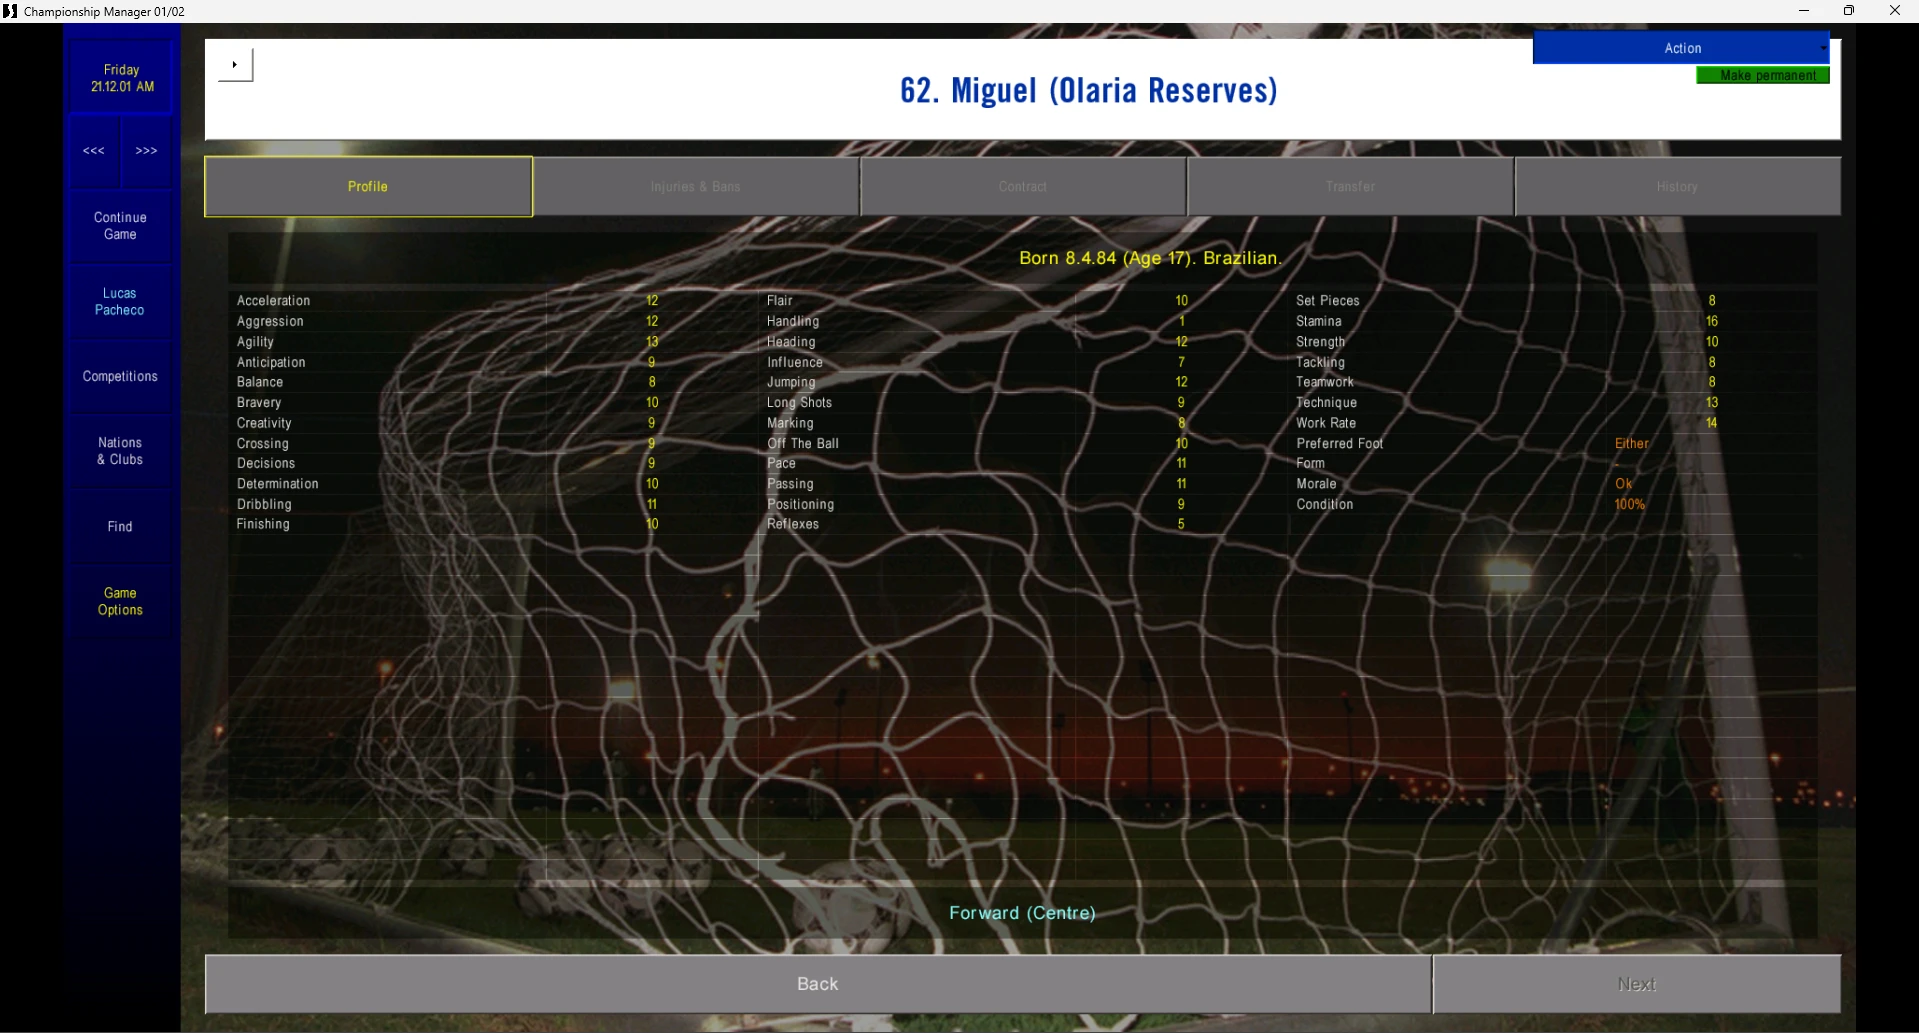 Championship Manager 01/02
Friday
21.12.01 AM
<<< >>>
Continue
Game
Lucas
Pacheco
Competitions
Nations
& Clubs
Find
Game
Options
62. Miguel (Olaria Reserves)
Action
Make permanent
Profile Injuries & Bans Contract Transfer History
Born 8.4.84 (Age 17). Brazilian.
Acceleration 12 Flair 10 Set Pieces 8
Aggression 12 Handling 1 Stamina 16
Agility 13 Heading 12 Strength 10
Anticipation 9 Influence 7 Tackling 8
Balance 8 Jumping 12 Teamwork 8
Bravery 10 Long Shots 9 Technique 13
Creativity 9 Marking 8 Work Rate 14
Crossing 9 Off The Ball 10 Preferred Foot Either
Decisions 9 Pace 11 Form -
Determination 10 Passing 11 Morale Ok
Dribbling 11 Positioning 9 Condition 100%
Finishing 10 Reflexes 5
Forward (Centre)
Back Next